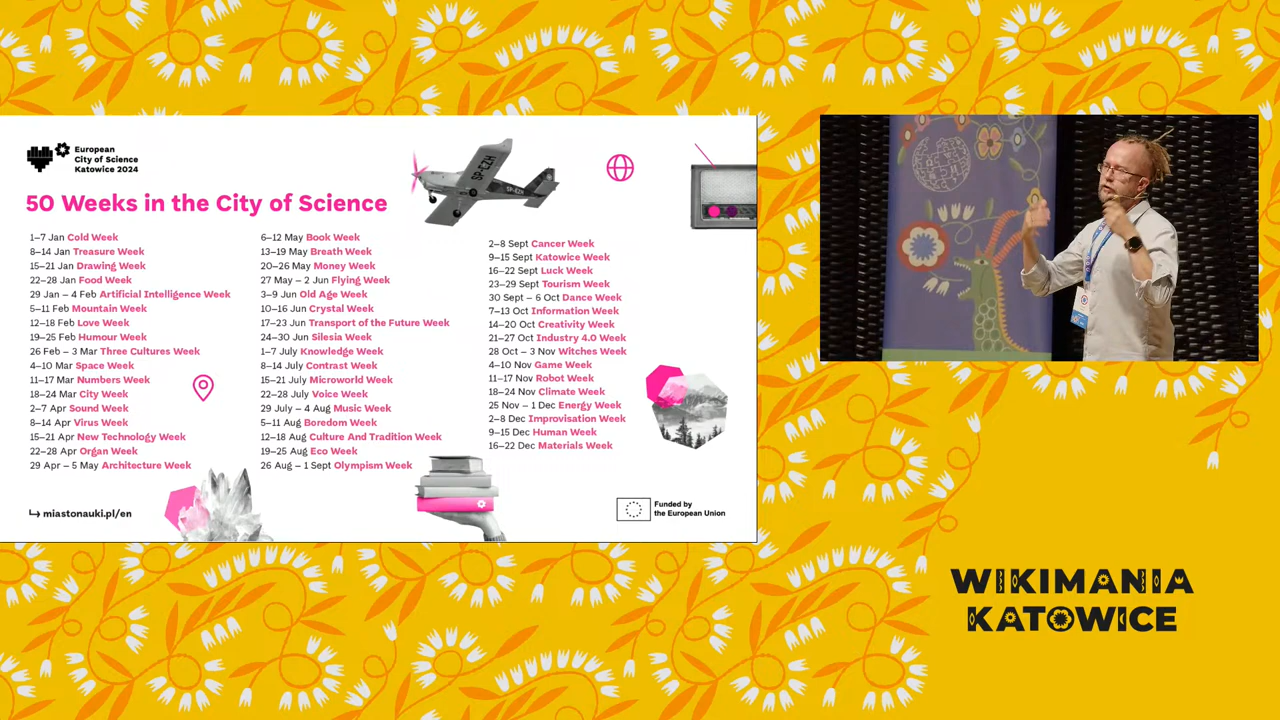 European
City of Science
Katowice 2024
50 Weeks in the City of Science
1–7 Jan Cold Week
8–14 Jan Treasure Week
15–21 Jan Drawing Week
22–28 Jan Food Week
29 Jan – 4 Feb Artificial Intelligence Week
5–11 Feb Mountain Week
12–18 Feb Love Week
19–25 Feb Humour Week
26 Feb – 3 Mar Three Cultures Week
4–10 Mar Space Week
11–17 Mar Numbers Week
18–24 Mar City Week
2–7 Apr Sound Week
8–14 Apr Virus Week
15–21 Apr New Technology Week
22–28 Apr Organ Week
29 Apr – 5 May Architecture Week
6–12 May Book Week
13–19 May Breath Week
20–26 May Money Week
27 May – 2 Jun Flying Week
3–9 Jun Old Age Week
10–16 Jun Crystal Week
17–23 Jun Transport of the Future Week
24–30 Jun Silesia Week
1–7 July Knowledge Week
8–14 July Contrast Week
15–21 July Microworld Week
22–28 July Voice Week
29 July – 4 Aug Music Week
5–11 Aug Boredom Week
12–18 Aug Culture And Tradition Week
19–25 Aug Eco Week
26 Aug – 1 Sept Olympism Week
2–8 Sept Cancer Week
9–15 Sept Katowice Week
16–22 Sept Luck Week
23–29 Sept Tourism Week
30 Sept – 6 Oct Dance Week
7–13 Oct Information Week
14–20 Oct Creativity Week
21–27 Oct Industry 4.0 Week
28 Oct – 3 Nov Witches Week
4–10 Nov Game Week
11–17 Nov Robot Week
18–24 Nov Climate Week
25 Nov – 1 Dec Energy Week
2–8 Dec Improvisation Week
9–15 Dec Human Week
16–22 Dec Materials Week
SP-CZH
SP-CZH
miastonauki.pl/en
Funded by
the European Union
WIKIMANIA
KATOWICE